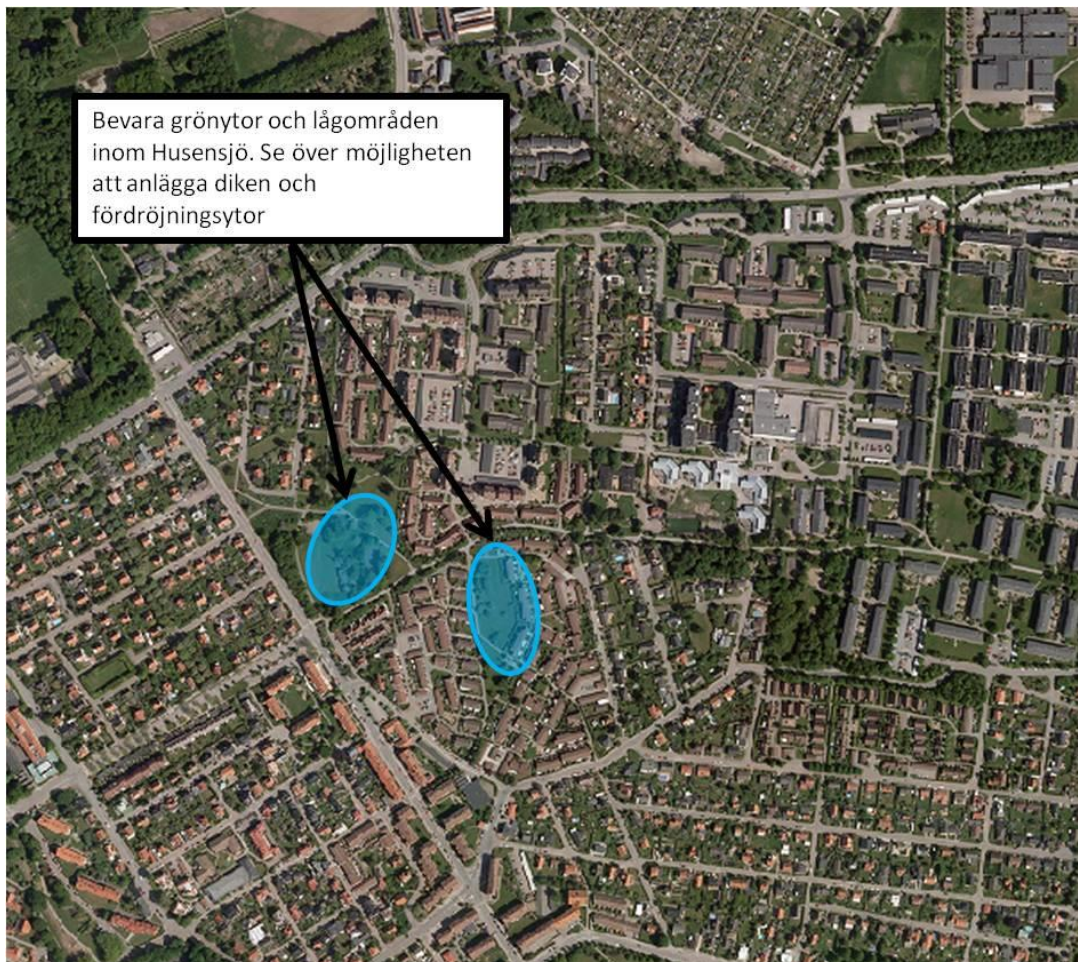 Bevara grönytor och lågområden
inom Husensjö. Se över möjligheten
att anlägga diken och
fördröjningsytor